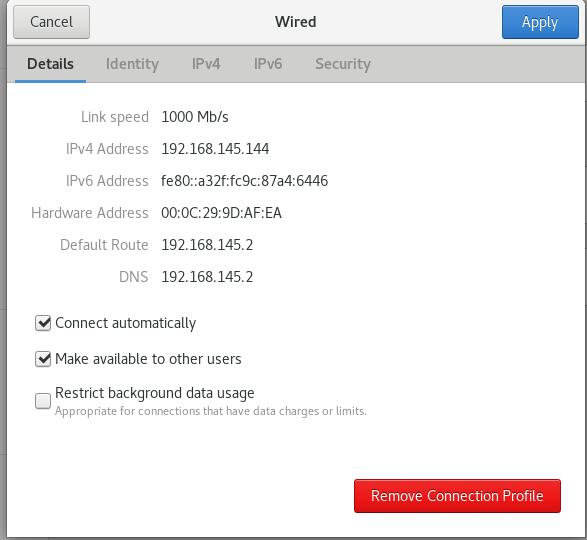 Cancel Wired Apply
Details Identity IPv4 IPv6 Security
Link speed 1000 Mb/s
IPv4 Address 192.168.145.144
IPv6 Address fe80::a32f:fc9c:87a4:6446
Hardware Address 00:0C:29:9D:AF:EA
Default Route 192.168.145.2
DNS 192.168.145.2
Connect automatically
Make available to other users
Restrict background data usage
Appropriate for connections that have data charges or limits.
Remove Connection Profile